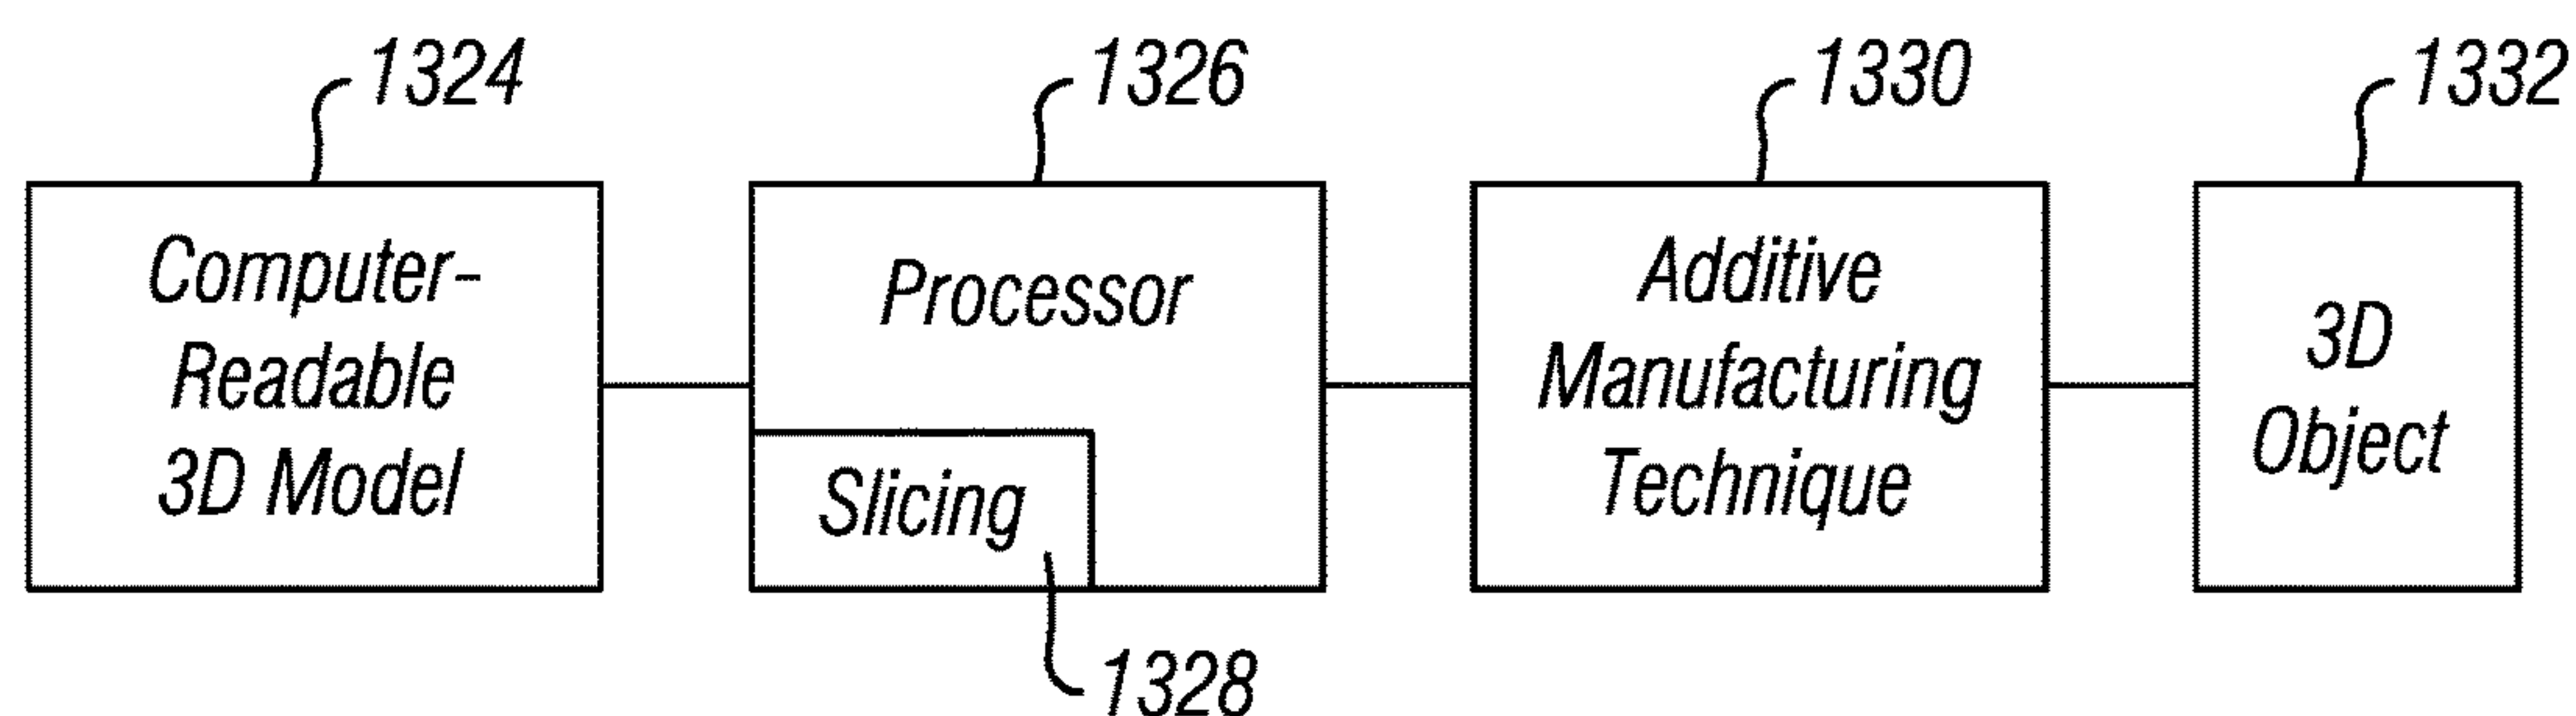 1324
1326
1330
1332
Computer-
Readable
3D Model
Processor
Slicing
1328
Additive
Manufacturing
Technique
3D
Object